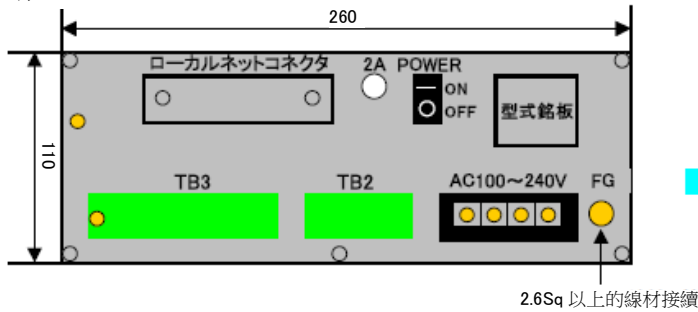 260
ローカルネットコネクタ
2A
POWER
ON
OFF
型式銘板
110
TB3
TB2
AC100～240V
FG
2.6Sq 以上的線材接續